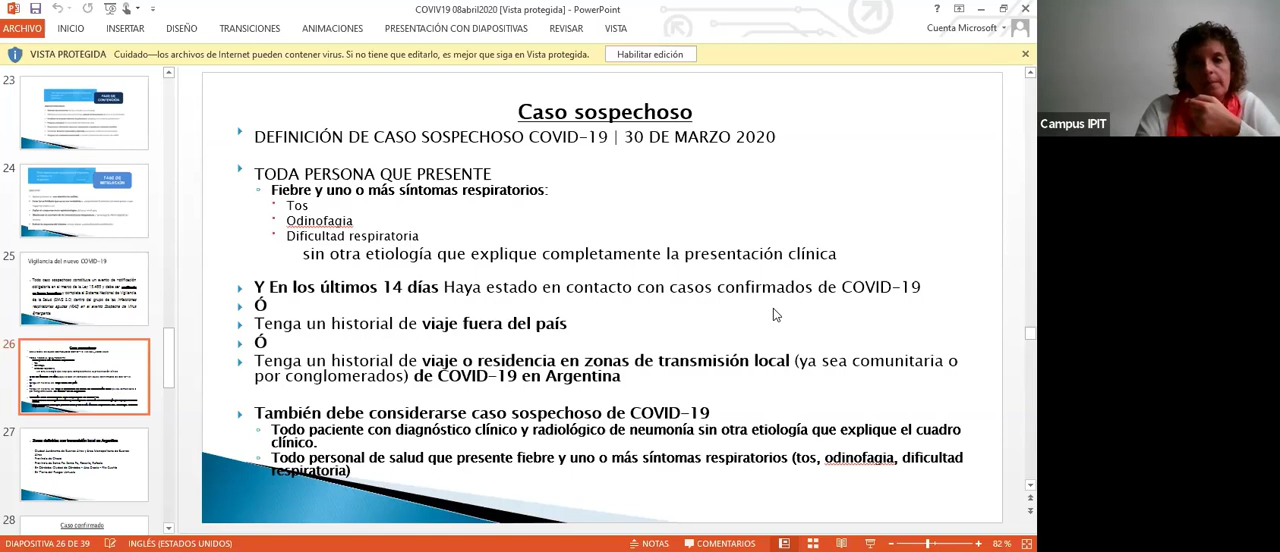 COVIV19 08abril2020 [Vista protegida] - PowerPoint
ARCHIVO INICIO INSERTAR DISEÑO TRANSICIONES ANIMACIONES PRESENTACIÓN CON DIAPOSITIVAS REVISAR VISTA Cuenta Microsoft
VISTA PROTEGIDA Cuidado—los archivos de Internet pueden contener virus. Si no tiene que editarlo, es mejor que siga en Vista protegida. Habilitar edición
23
24
25
Vigilancia del nuevo COVID-19
26
27
Zonas definidas con transmisión local en Argentina
28
Caso confirmado
Caso sospechoso
DEFINICIÓN DE CASO SOSPECHOSO COVID-19 | 30 DE MARZO 2020
TODA PERSONA QUE PRESENTE
Fiebre y uno o más síntomas respiratorios:
Tos
Odinofagia
Dificultad respiratoria
sin otra etiología que explique completamente la presentación clínica
Y En los últimos 14 días Haya estado en contacto con casos confirmados de COVID-19
Ó
Tenga un historial de viaje fuera del país
Ó
Tenga un historial de viaje o residencia en zonas de transmisión local (ya sea comunitaria o
por conglomerados) de COVID-19 en Argentina
También debe considerarse caso sospechoso de COVID-19
Todo paciente con diagnóstico clínico y radiológico de neumonía sin otra etiología que explique el cuadro
clínico.
Todo personal de salud que presente fiebre y uno o más síntomas respiratorios (tos, odinofagia, dificultad
respiratoria)
Campus IPIT
DIAPOSITIVA 26 DE 39 INGLÉS (ESTADOS UNIDOS) NOTAS COMENTARIOS 82 %